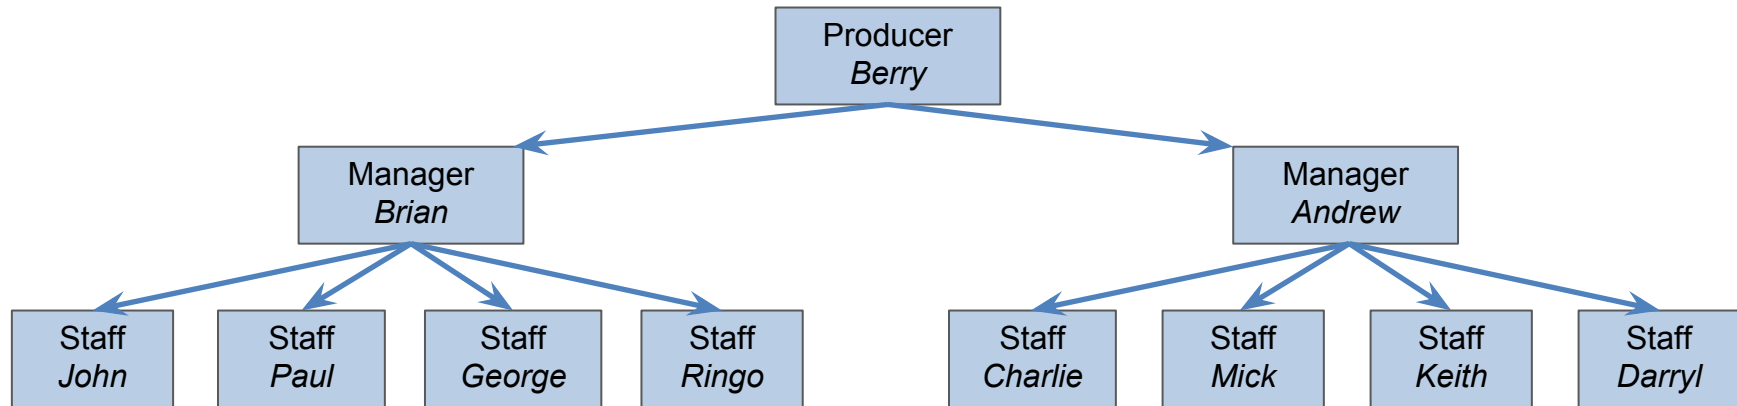 Producer
Berry
Manager
Brian
Manager
Andrew
Staff
John
Staff
Paul
Staff
George
Staff
Ringo
Staff
Charlie
Staff
Mick
Staff
Keith
Staff
Darryl